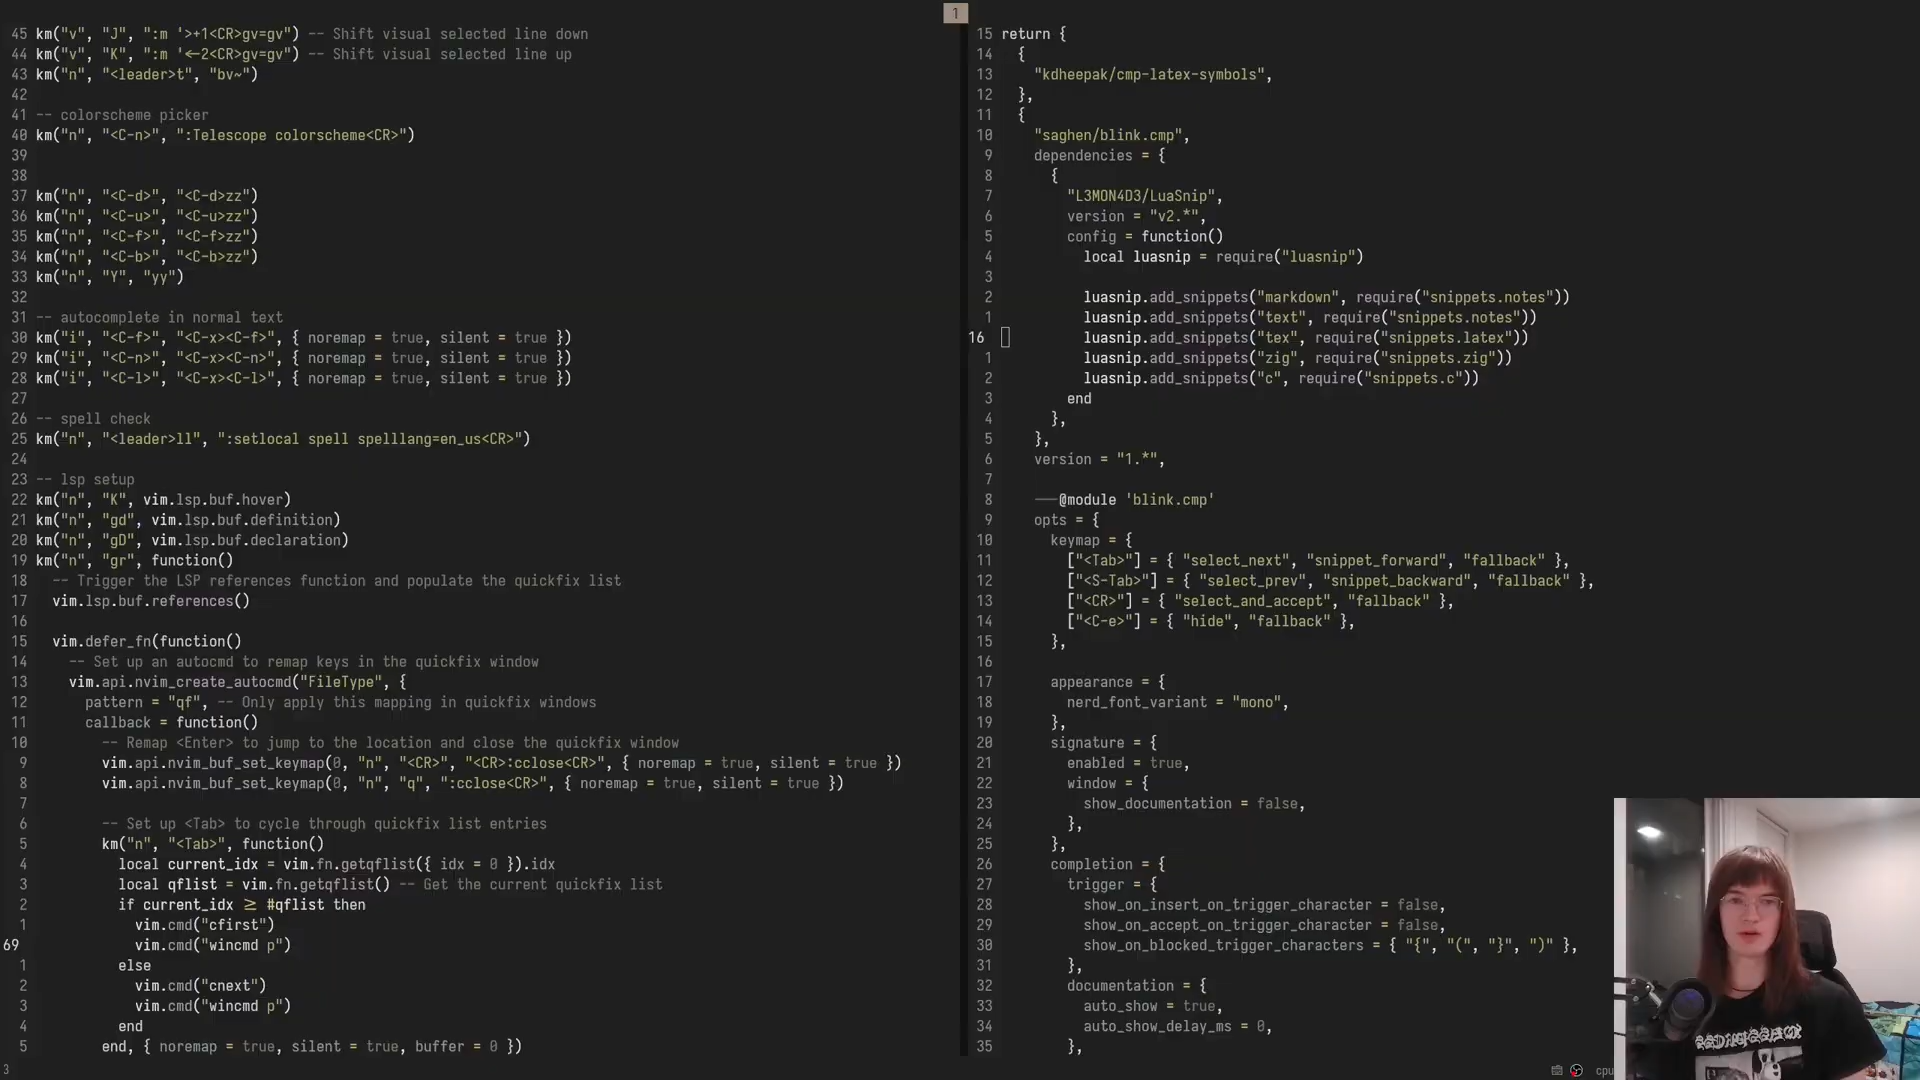 1
45 km("v", "J", ":m '>+1<CR>gv=gv") -- Shift visual selected line down
44 km("v", "K", ":m '<-2<CR>gv=gv") -- Shift visual selected line up
43 km("n", "<leader>t", "bv~")
42
41 -- colorscheme picker
40 km("n", "<C-n>", ":Telescope colorscheme<CR>")
39
38
37 km("n", "<C-d>", "<C-d>zz")
36 km("n", "<C-u>", "<C-u>zz")
35 km("n", "<C-f>", "<C-f>zz")
34 km("n", "<C-b>", "<C-b>zz")
33 km("n", "Y", "yy")
32
31 -- autocomplete in normal text
30 km("i", "<C-f>", "<C-x><C-f>", { noremap = true, silent = true })
29 km("i", "<C-n>", "<C-x><C-n>", { noremap = true, silent = true })
28 km("i", "<C-l>", "<C-x><C-l>", { noremap = true, silent = true })
27
26 -- spell check
25 km("n", "<leader>ll", ":setlocal spell spelllang=en_us<CR>")
24
23 -- lsp setup
22 km("n", "K", vim.lsp.buf.hover)
21 km("n", "gd", vim.lsp.buf.definition)
20 km("n", "gD", vim.lsp.buf.declaration)
19 km("n", "gr", function()
18 -- Trigger the LSP references function and populate the quickfix list
17 vim.lsp.buf.references()
16
15 vim.defer_fn(function()
14 -- Set up an autocmd to remap keys in the quickfix window
13 vim.api.nvim_create_autocmd("FileType", {
12 pattern = "qf", -- Only apply this mapping in quickfix windows
11 callback = function()
10 -- Remap <Enter> to jump to the location and close the quickfix window
9 vim.api.nvim_buf_set_keymap(0, "n", "<CR>", "<CR>:cclose<CR>", { noremap = true, silent = true })
8 vim.api.nvim_buf_set_keymap(0, "n", "q", ":cclose<CR>", { noremap = true, silent = true })
7
6 -- Set up <Tab> to cycle through quickfix list entries
5 km("n", "<Tab>", function()
4 local current_idx = vim.fn.getqflist({ idx = 0 }).idx
3 local qflist = vim.fn.getqflist() -- Get the current quickfix list
2 if current_idx ≥ #qflist then
1 vim.cmd("cfirst")
69 vim.cmd("wincmd p")
1 else
2 vim.cmd("cnext")
3 vim.cmd("wincmd p")
4 end
5 end, { noremap = true, silent = true, buffer = 0 })
3
15 return {
14 {
13 "kdheepak/cmp-latex-symbols",
12 },
11 {
10 "saghen/blink.cmp",
9 dependencies = {
8 {
7 "L3MON4D3/LuaSnip",
6 version = "v2.*",
5 config = function()
4 local luasnip = require("luasnip")
3
2 luasnip.add_snippets("markdown", require("snippets.notes"))
1 luasnip.add_snippets("text", require("snippets.notes"))
16 luasnip.add_snippets("tex", require("snippets.latex"))
1 luasnip.add_snippets("zig", require("snippets.zig"))
2 luasnip.add_snippets("c", require("snippets.c"))
3 end
4 },
5 },
6 version = "1.*",
7
8 ---@module 'blink.cmp'
9 opts = {
10 keymap = {
11 ["<Tab>"] = { "select_next", "snippet_forward", "fallback" },
12 ["<S-Tab>"] = { "select_prev", "snippet_backward", "fallback" },
13 ["<CR>"] = { "select_and_accept", "fallback" },
14 ["<C-e>"] = { "hide", "fallback" },
15 },
16
17 appearance = {
18 nerd_font_variant = "mono",
19 },
20 signature = {
21 enabled = true,
22 window = {
23 show_documentation = false,
24 },
25 },
26 completion = {
27 trigger = {
28 show_on_insert_on_trigger_character = false,
29 show_on_accept_on_trigger_character = false,
30 show_on_blocked_trigger_characters = { "{", "(", "}", ")" },
31 },
32 documentation = {
33 auto_show = true,
34 auto_show_delay_ms = 0,
35 },
cpu